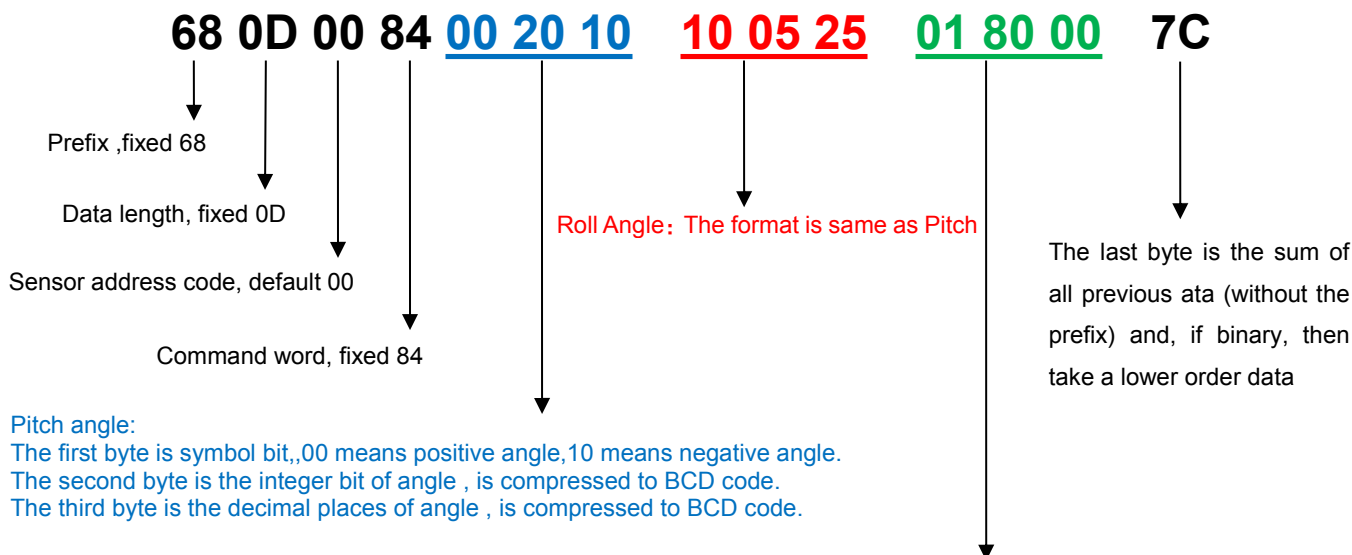 68 0D 00 84 00 20 10 10 05 25 01 80 00 7C
Prefix ,fixed 68
Data length, fixed 0D
Roll Angle：The format is same as Pitch
Sensor address code, default 00
Command word, fixed 84
The last byte is the sum of
all previous ata (without the
prefix) and, if binary, then
take a lower order data
Pitch angle:
The first byte is symbol bit,,00 means positive angle,10 means negative angle.
The second byte is the integer bit of angle , is compressed to BCD code.
The third byte is the decimal places of angle , is compressed to BCD code.